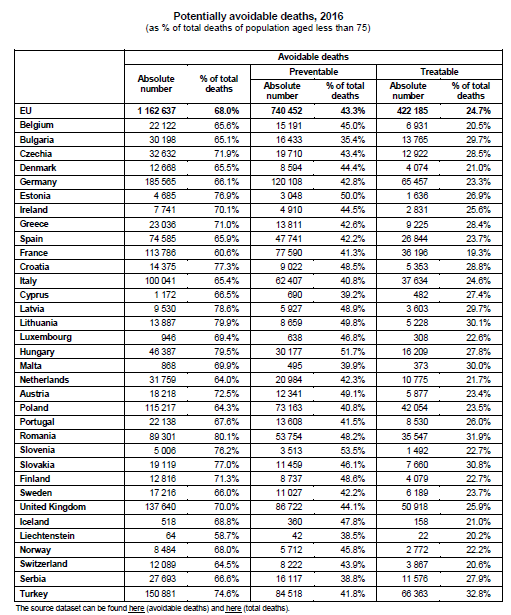 Potentially avoidable deaths, 2016
(as % of total deaths of population aged less than 75)
Avoidable deaths
Absolute number % of total deaths Preventable Treatable
Absolute number % of total deaths Absolute number % of total deaths
EU 1 162 637 68.0% 740 452 43.3% 422 185 24.7%
Belgium 22 122 65.6% 15 191 45.0% 6 931 20.5%
Bulgaria 30 198 65.1% 16 433 35.4% 13 765 29.7%
Czechia 32 632 71.9% 19 710 43.4% 12 922 28.5%
Denmark 12 668 65.5% 8 594 44.4% 4 074 21.0%
Germany 185 565 66.1% 120 108 42.8% 65 457 23.3%
Estonia 4 685 76.9% 3 048 50.0% 1 636 26.9%
Ireland 7 741 70.1% 4 910 44.5% 2 831 25.6%
Greece 23 036 71.0% 13 811 42.6% 9 225 28.4%
Spain 74 585 65.9% 47 741 42.2% 26 844 23.7%
France 113 786 60.6% 77 590 41.3% 36 196 19.3%
Croatia 14 375 77.3% 9 022 48.5% 5 353 28.8%
Italy 100 041 65.4% 62 407 40.8% 37 634 24.6%
Cyprus 1 172 66.5% 690 39.2% 482 27.4%
Latvia 9 530 78.6% 5 927 48.9% 3 603 29.7%
Lithuania 13 887 79.9% 8 659 49.8% 5 228 30.1%
Luxembourg 946 69.4% 638 46.8% 308 22.6%
Hungary 46 387 79.5% 30 177 51.7% 16 209 27.8%
Malta 868 69.9% 495 39.9% 373 30.0%
Netherlands 31 759 64.0% 20 984 42.3% 10 775 21.7%
Austria 18 218 72.5% 12 341 49.1% 5 877 23.4%
Poland 115 217 64.3% 73 163 40.8% 42 054 23.5%
Portugal 22 138 67.6% 13 608 41.5% 8 530 26.0%
Romania 89 301 80.1% 53 754 48.2% 35 547 31.9%
Slovenia 5 006 76.2% 3 513 53.5% 1 492 22.7%
Slovakia 19 119 77.0% 11 459 46.1% 7 660 30.8%
Finland 12 816 71.3% 8 737 48.6% 4 079 22.7%
Sweden 17 216 66.0% 11 027 42.2% 6 189 23.7%
United Kingdom 137 640 70.0% 86 722 44.1% 50 918 25.9%
Iceland 518 68.8% 360 47.8% 158 21.0%
Liechtenstein 64 58.7% 42 38.5% 22 20.2%
Norway 8 484 68.0% 5 712 45.8% 2 772 22.2%
Switzerland 12 089 64.5% 8 222 43.9% 3 867 20.6%
Serbia 27 693 66.6% 16 117 38.8% 11 576 27.9%
Turkey 150 881 74.6% 84 518 41.8% 66 363 32.8%
The source dataset can be found here (avoidable deaths) and here (total deaths).